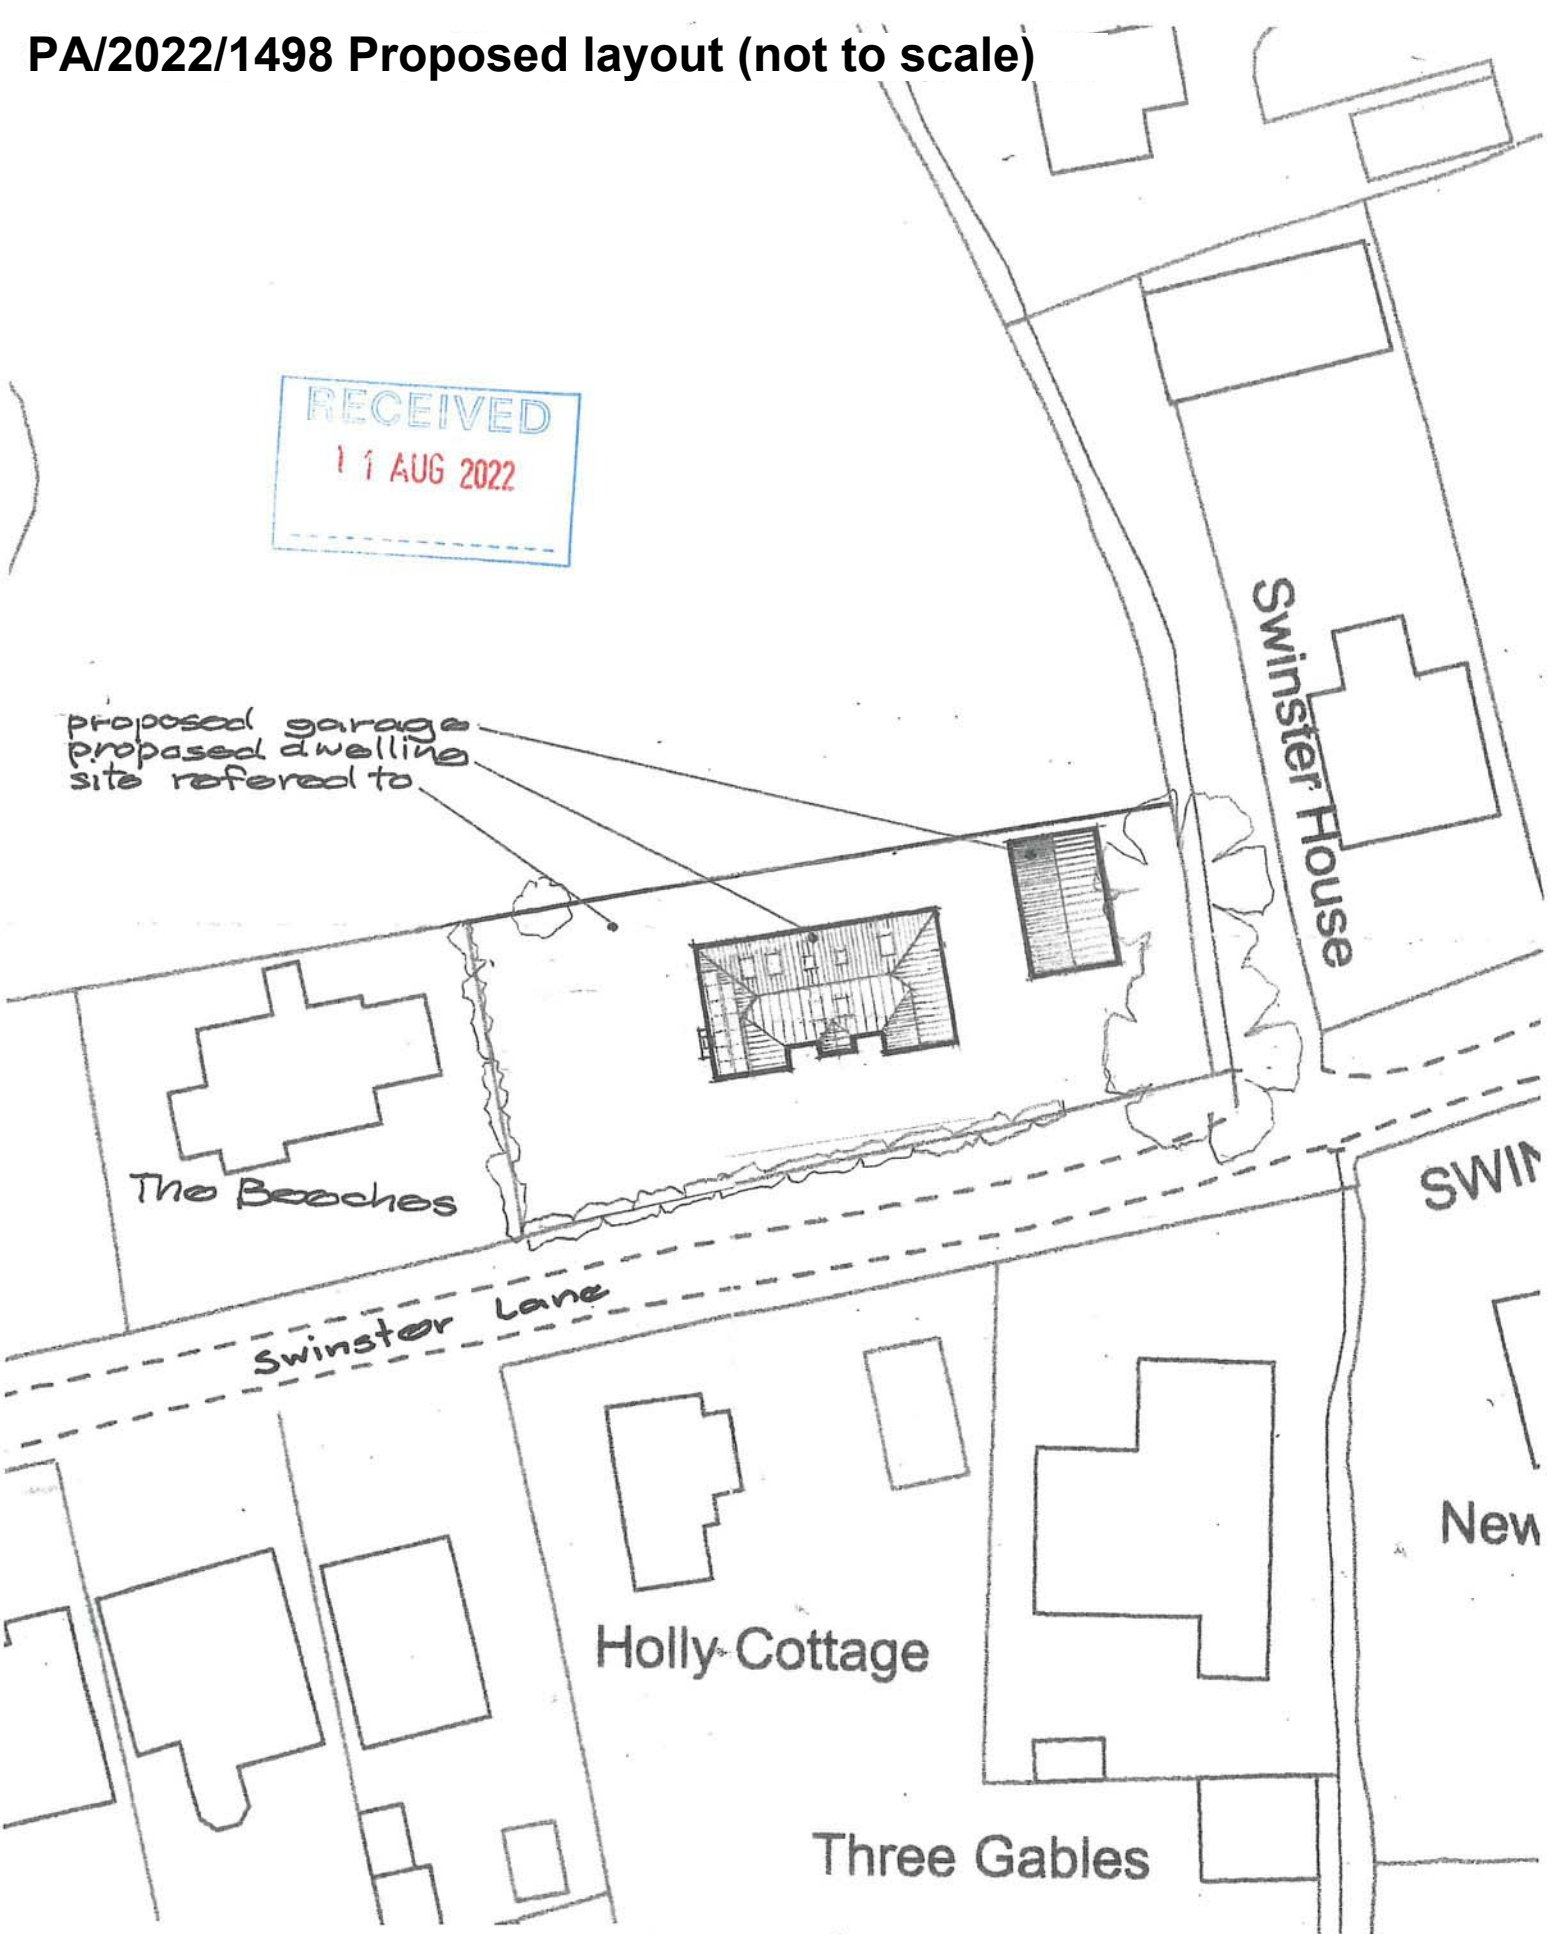 PA/2022/1498 Proposed layout (not to scale)
RECEIVED
11 AUG 2022
Swinster House
proposed garage
proposed dwelling
site refered to
The Beeches
SWIN
Swinster Lane
New
Holly Cottage
Three Gables